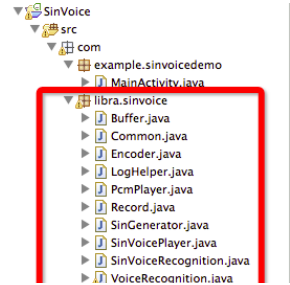 SinVoice
src
com
example.sinvoicedemo
MainActivity.java
libra.sinvoice
Buffer.java
Common.java
Encoder.java
LogHelper.java
PcmPlayer.java
Record.java
SinGenerator.java
SinVoicePlayer.java
SinVoiceRecognition.java
VoiceRecognition.java